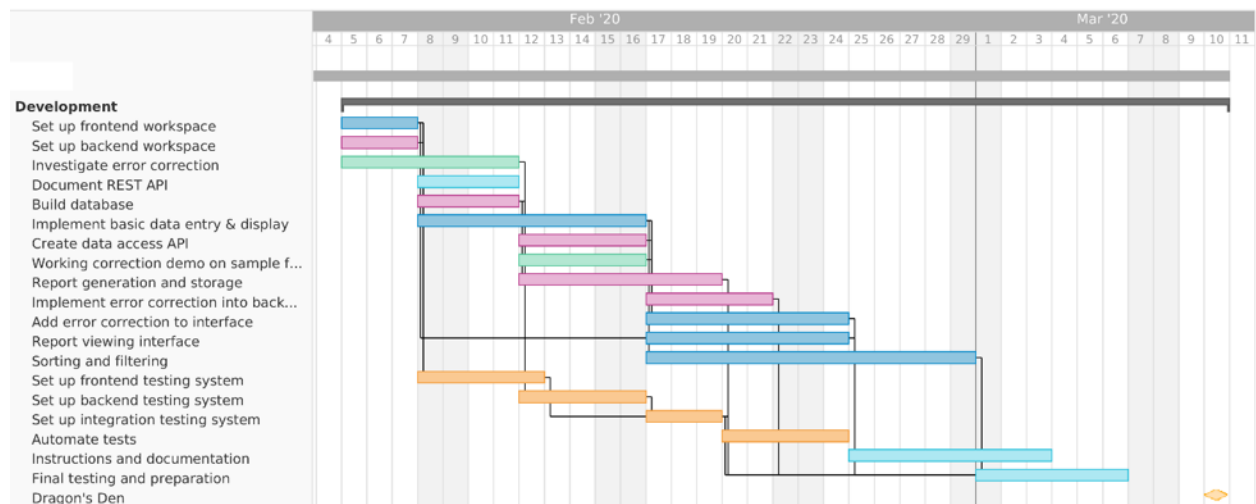 Feb '20 Mar '20
4 5 6 7 8 9 10 11 12 13 14 15 16 17 18 19 20 21 22 23 24 25 26 27 28 29 1 2 3 4 5 6 7 8 9 10 11
Development
Set up frontend workspace
Set up backend workspace
Investigate error correction
Document REST API
Build database
Implement basic data entry & display
Create data access API
Working correction demo on sample f...
Report generation and storage
Implement error correction into back...
Add error correction to interface
Report viewing interface
Sorting and filtering
Set up frontend testing system
Set up backend testing system
Set up integration testing system
Automate tests
Instructions and documentation
Final testing and preparation
Dragon's Den